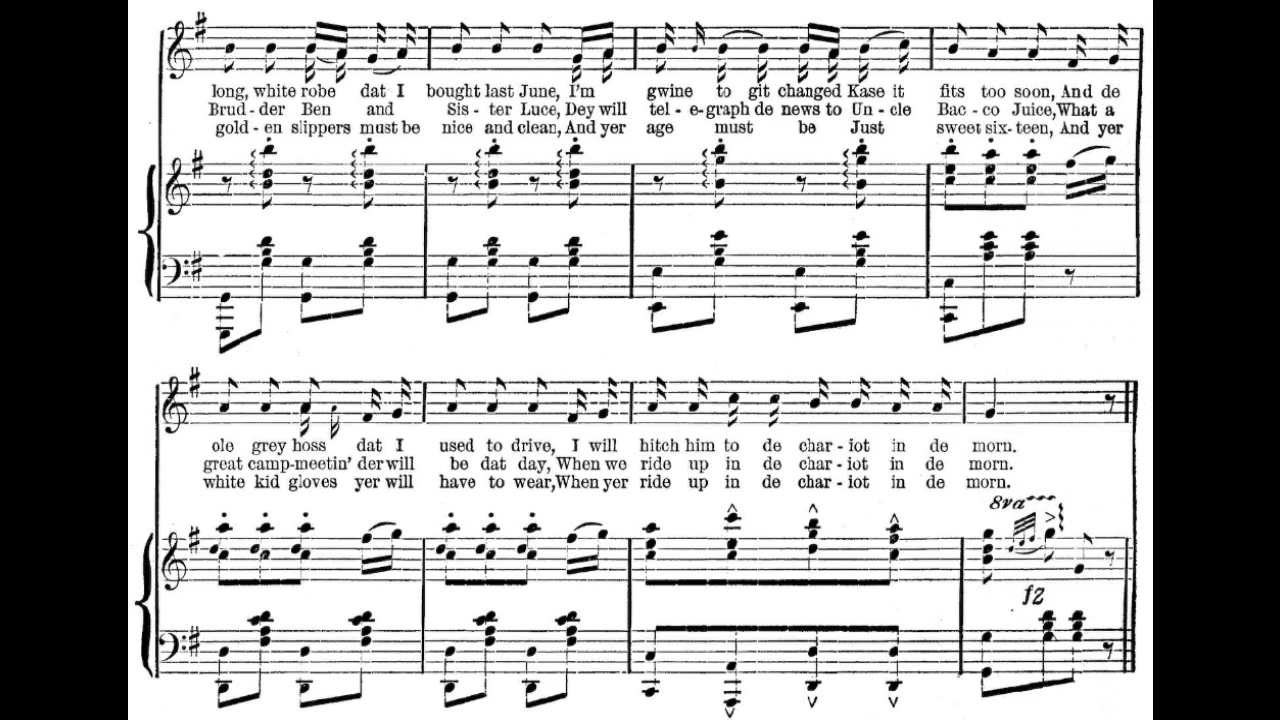 long, white robe dat I bought last June, I'm gwine to git changed Kase it fits too soon, And de
Brud-der Ben and Sis-ter Luce, Dey will tel-e-graph de news to Un-cle Bac-co Juice, What a
gold-en slippers must be nice and clean, And yer age must be Just sweet six-teen, And yer
ole grey hoss dat I used to drive, I will hitch him to de char-iot in de morn.
great camp-meetin' der will be dat day, When we ride up in de char-iot in de morn.
white kid gloves yer will have to wear, When yer ride up in de char-iot in de morn.
8va
fz